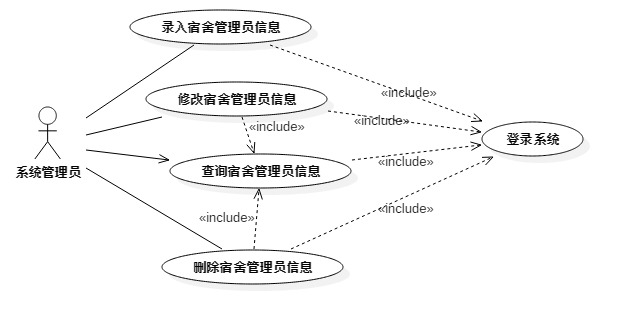 录入宿舍管理员信息
«include»
修改宿舍管理员信息
«include»
«include»
登录系统
系统管理员
«include»
查询宿舍管理员信息
«include»
«include»
删除宿舍管理员信息